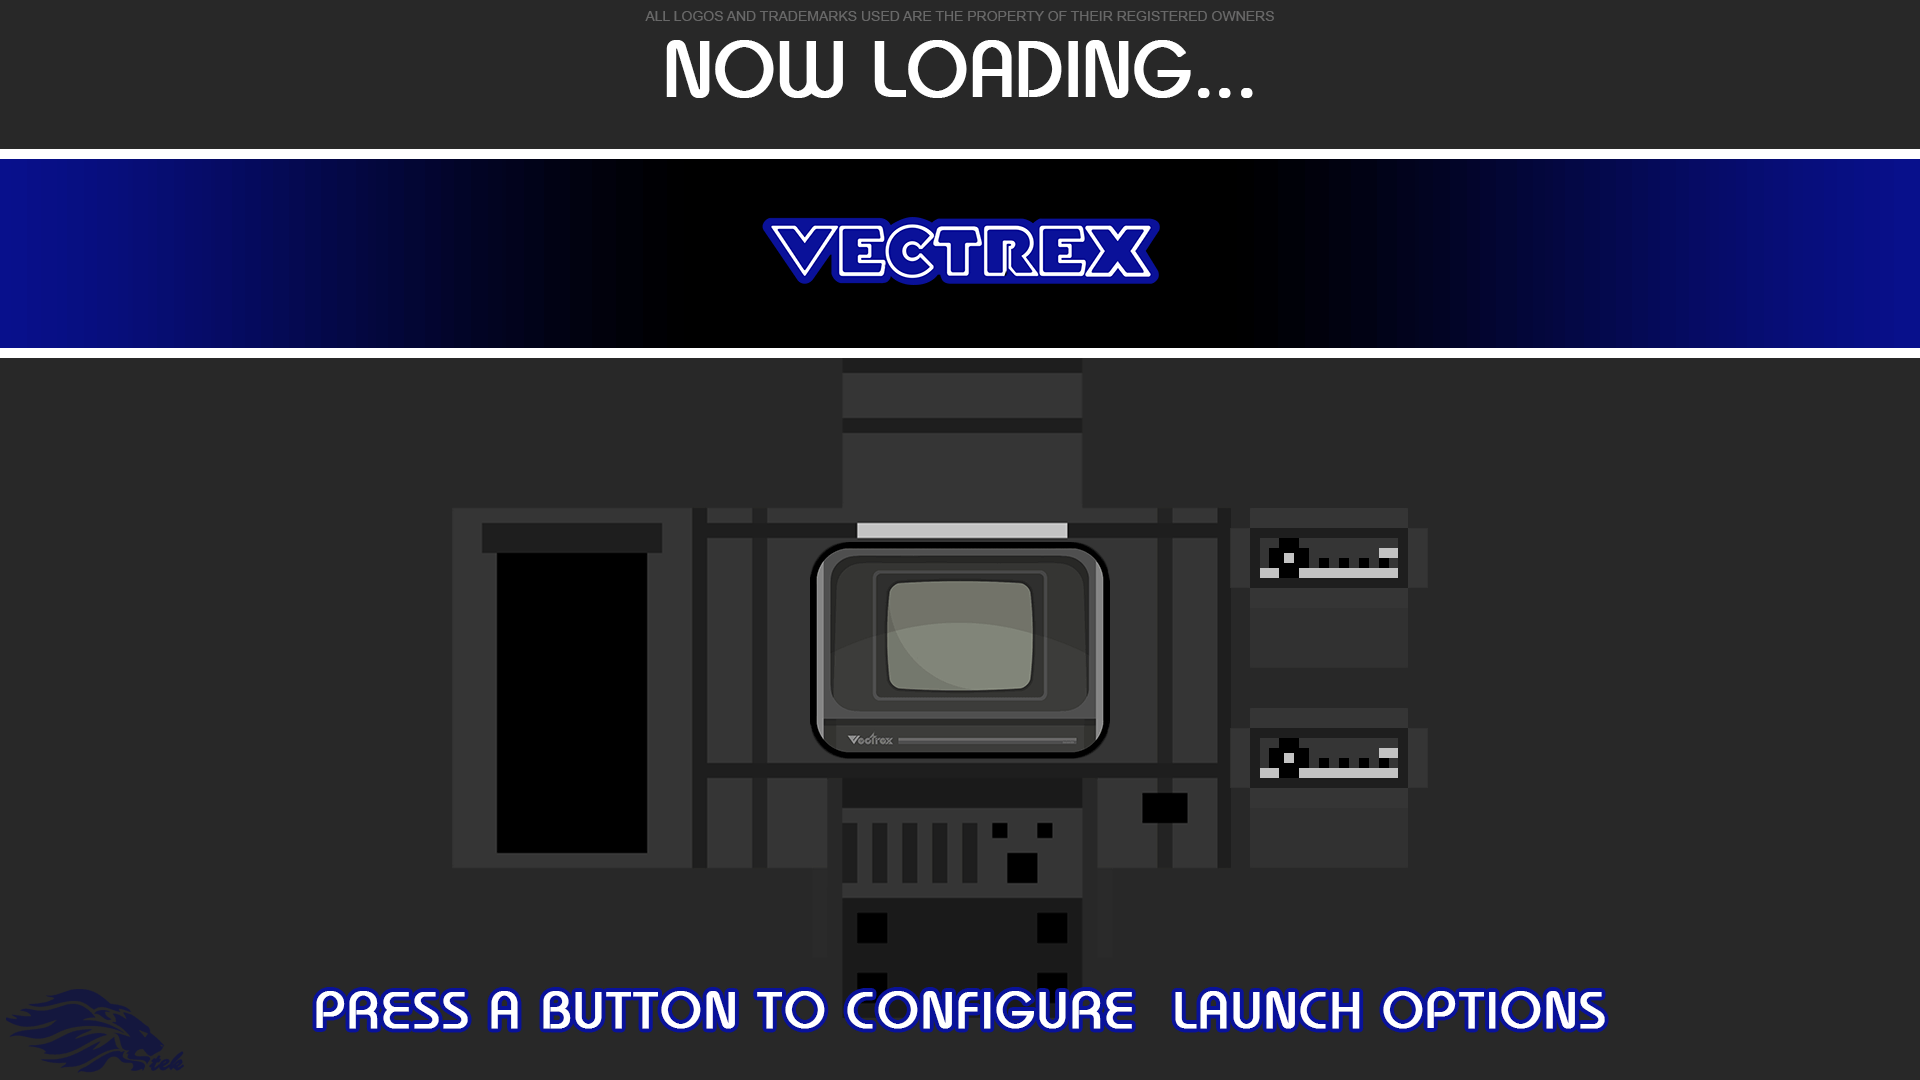 ALL LOGOS AND TRADEMARKS USED ARE THE PROPERTY OF THEIR REGISTERED OWNERS
NOW LOADING...
VECTREX
Vectrex
PRESS A BUTTON TO CONFIGURE LAUNCH OPTIONS
tek